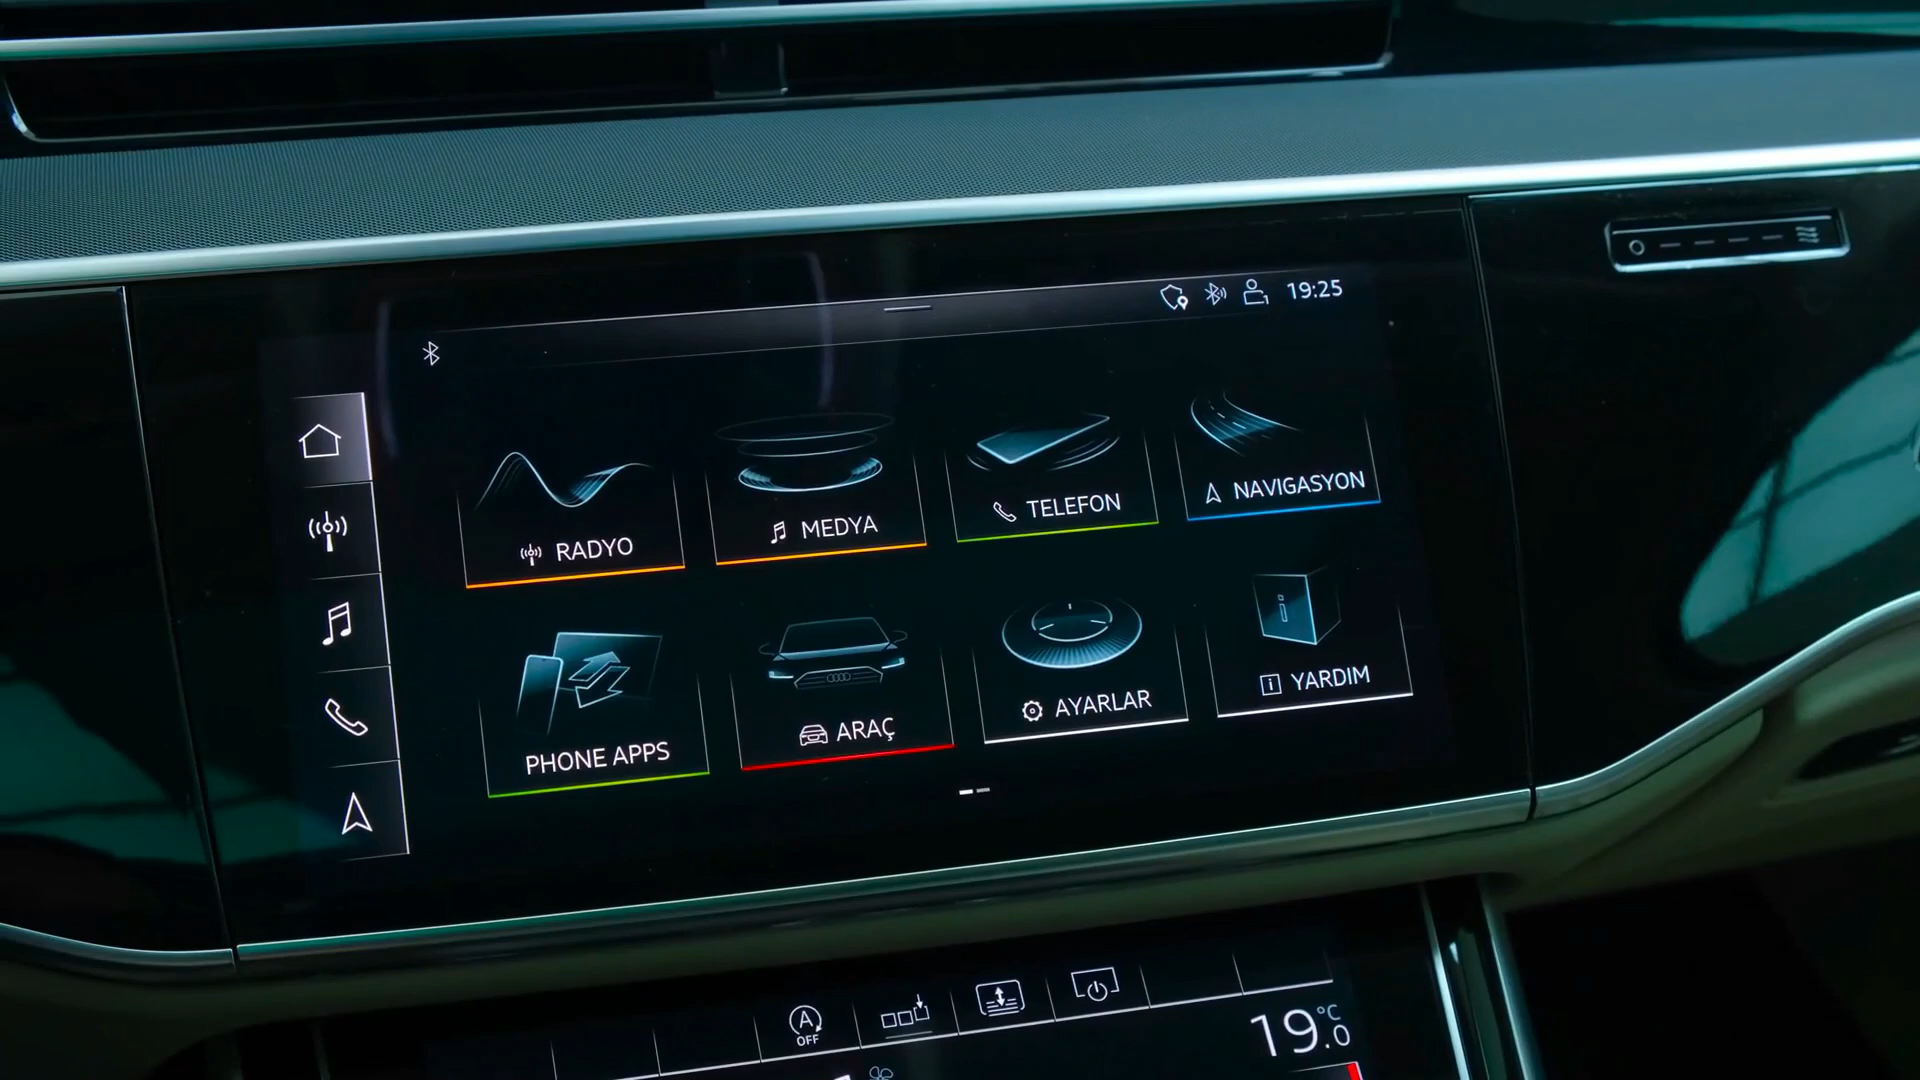 19:25
RADYO
MEDYA
TELEFON
NAVIGASYON
PHONE APPS
ARAÇ
AYARLAR
YARDIM
A
OFF
19.0 °C